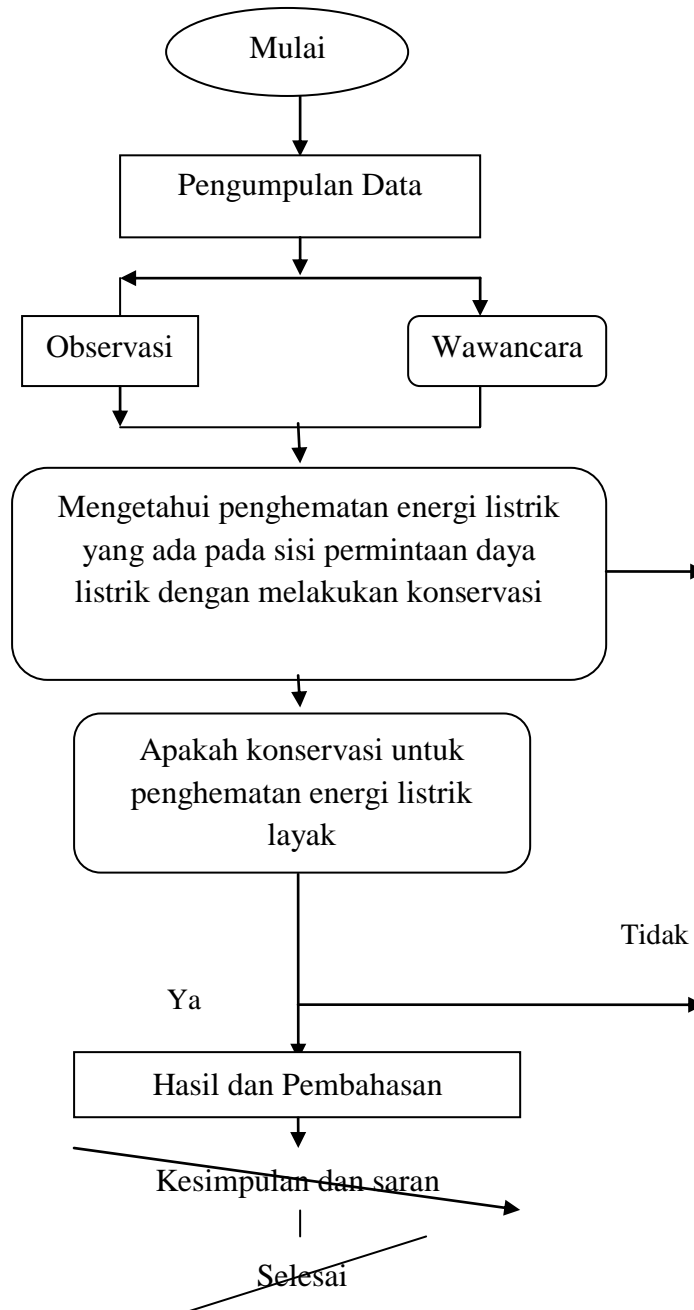 Mulai
Pengumpulan Data
Observasi
Wawancara
Mengetahui penghematan energi listrik
yang ada pada sisi permintaan daya
listrik dengan melakukan konservasi
Apakah konservasi untuk
penghematan energi listrik
layak
Tidak
Ya
Hasil dan Pembahasan
Kesimpulan dan saran
Selesai